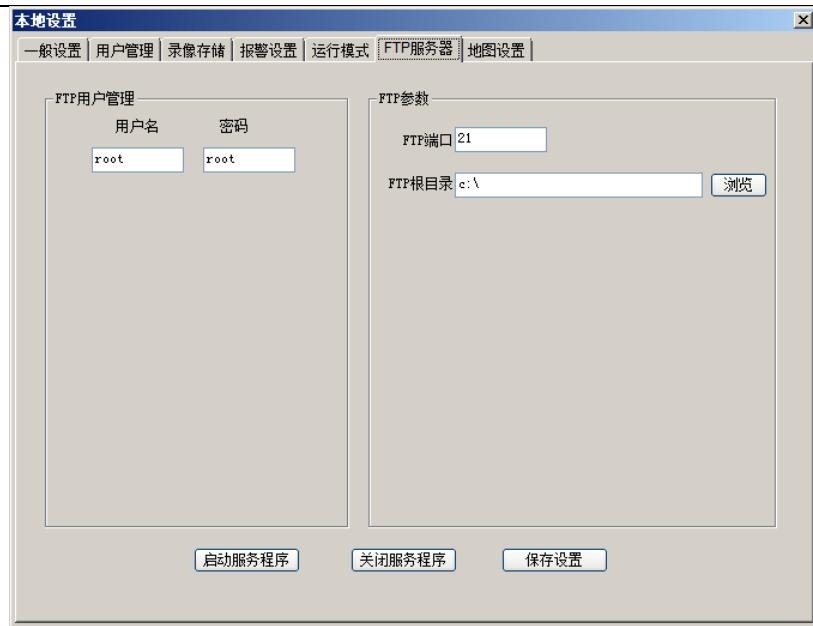 本地设置
一般设置 用户管理 录像存储 报警设置 运行模式 FTP服务器 地图设置
FTP用户管理
用户名 密码
root root
FTP参数
FTP端口 21
FTP根目录 c:\ 浏览
启动服务程序 关闭服务程序 保存设置